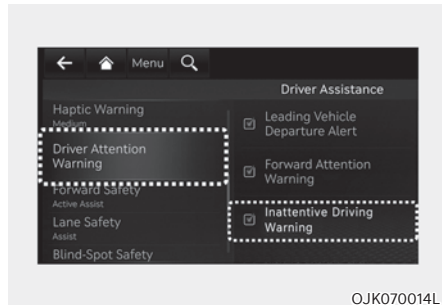 Menu
Driver Assistance
Haptic Warning
Medium
Driver Attention
Warning
Forward Safety
Active Assist
Lane Safety
Assist
Blind-Spot Safety
Leading Vehicle
Departure Alert
Forward Attention
Warning
Inattentive Driving
Warning
OJK070014L